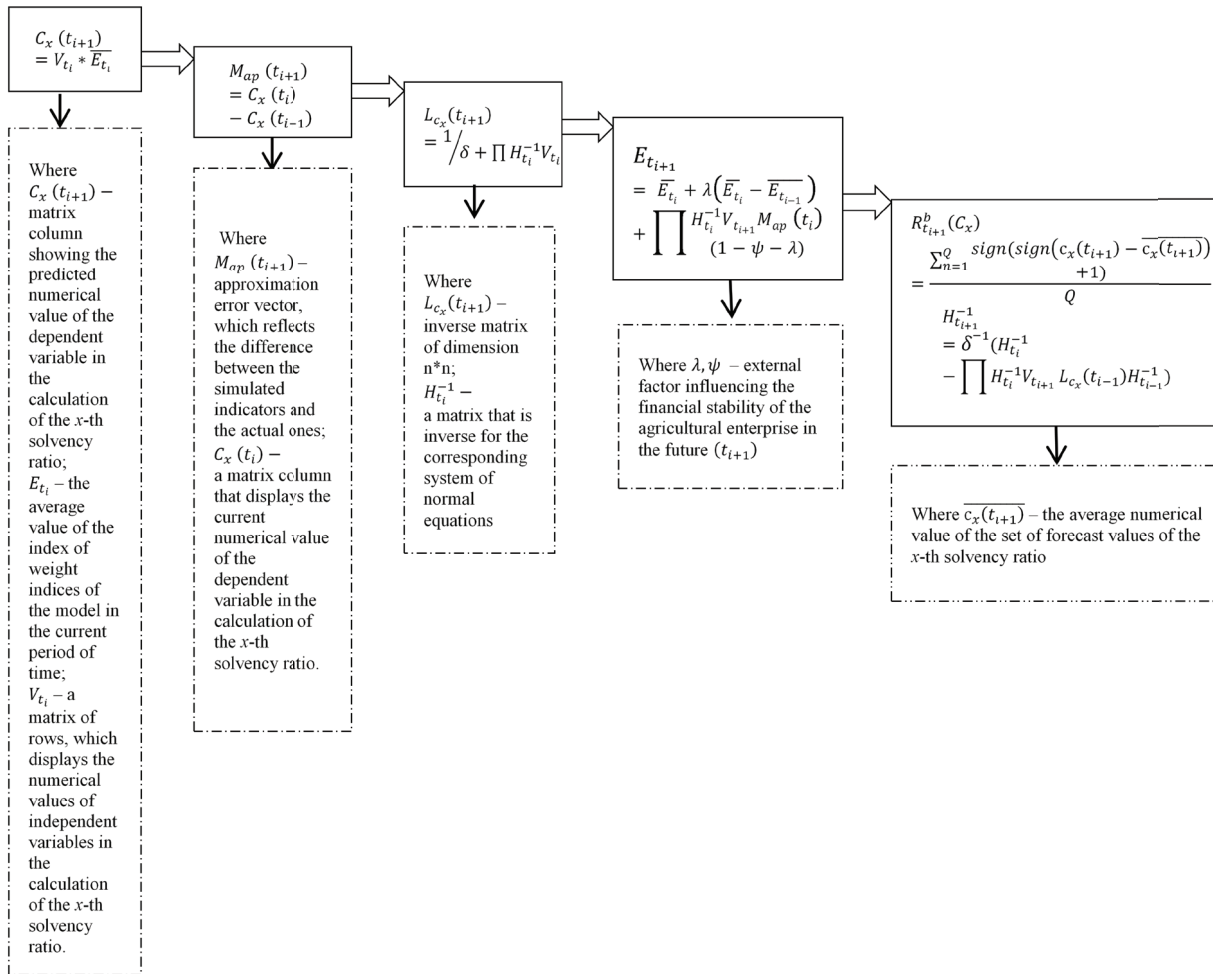 C_x (t_{i+1})
= V_{t_i} * \overline{E_{t_i}}
Where
C_x (t_{i+1}) –
matrix
column
showing the
predicted
numerical
value of the
dependent
variable in
the
calculation
of the x-th
solvency
ratio;
E_{t_i} – the
average
value of the
index of
weight
indices of
the model in
the current
period of
time;
V_{t_i} – a
matrix of
rows, which
displays the
numerical
values of
independent
variables in
the
calculation
of the x-th
solvency
ratio.
M_{ap} (t_{i+1})
= C_x (t_i)
− C_x (t_{i−1})
Where
M_{ap} (t_{i+1}) –
approximation
error vector,
which reflects
the difference
between the
simulated
indicators and
the actual ones;
C_x (t_i) –
a matrix column
that displays the
current
numerical value
of the
dependent
variable in the
calculation of
the x-th
solvency ratio.
L_{c_x}(t_{i+1})
= 1/δ + ∏ H_{t_i}^{−1} V_{t_i}
Where
L_{c_x}(t_{i+1}) –
inverse matrix
of dimension
n*n;
H_{t_i}^{−1} –
a matrix that is
inverse for the
corresponding
system of
normal
equations
E_{t_{i+1}}
= \overline{E_{t_i}} + λ(\overline{E_{t_i}} − \overline{E_{t_{i−1}}})
+ ∏ H_{t_i}^{−1} V_{t_{i+1}} M_{ap} (t_i)
(1 − ψ − λ)
Where λ, ψ – external
factor influencing the
financial stability of the
agricultural enterprise in
the future (t_{i+1})
R_{t_{i+1}}^b (C_x)
= \frac{∑_{n=1}^Q sign(sign(c_x(t_{i+1}) − \overline{c_x(t_{i+1})}) +1)}{Q}
H_{t_{i+1}}^{−1}
= δ^{−1}(H_{t_i}^{−1}
− ∏ H_{t_i}^{−1} V_{t_{i+1}} L_{c_x}(t_{i−1}) H_{t_{i−1}}^{−1})
Where \overline{c_x(t_{i+1})} – the average numerical
value of the set of forecast values of the
x-th solvency ratio